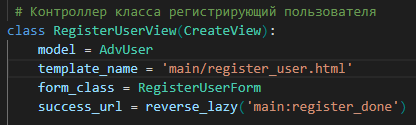 # Контроллер класса регистрирующий пользователя
class RegisterUserView(CreateView):
    model = AdvUser
    template_name = 'main/register_user.html'
    form_class = RegisterUserForm
    success_url = reverse_lazy('main:register_done')